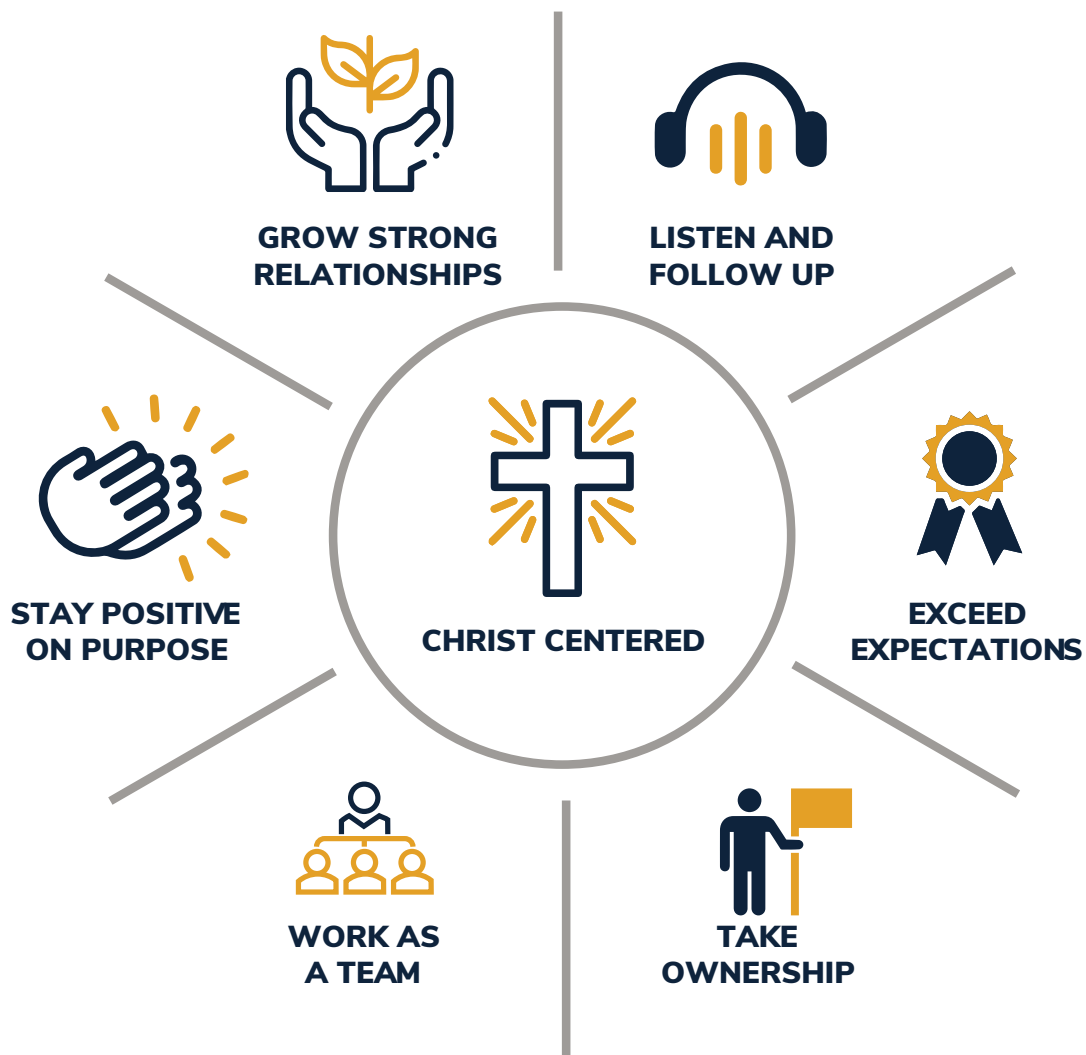 GROW STRONG
RELATIONSHIPS
LISTEN AND
FOLLOW UP
STAY POSITIVE
ON PURPOSE
CHRIST CENTERED
EXCEED
EXPECTATIONS
WORK AS
A TEAM
TAKE
OWNERSHIP